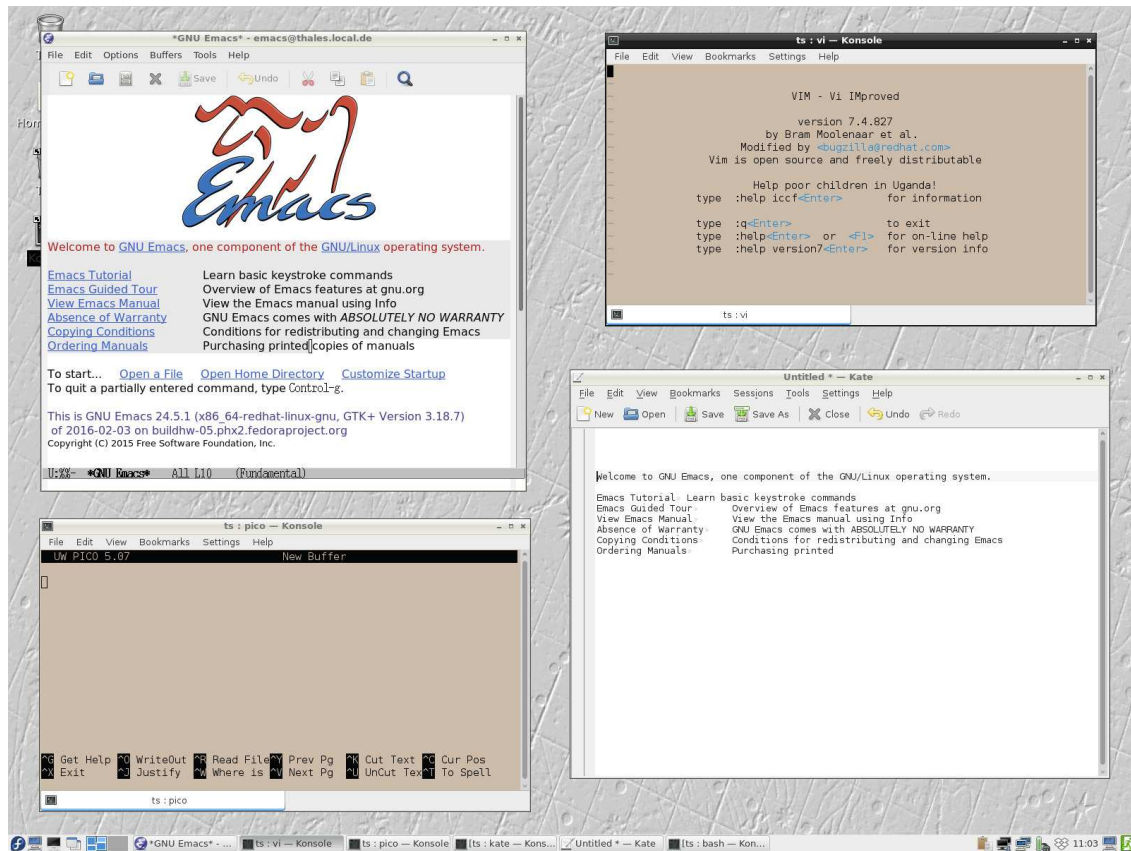 *GNU Emacs* - emacs@thales.local.de
File Edit Options Buffers Tools Help
Save Undo
Emacs
Welcome to GNU Emacs, one component of the GNU/Linux operating system.
Emacs Tutorial Learn basic keystroke commands
Emacs Guided Tour Overview of Emacs features at gnu.org
View Emacs Manual View the Emacs manual using Info
Absence of Warranty GNU Emacs comes with ABSOLUTELY NO WARRANTY
Copying Conditions Conditions for redistributing and changing Emacs
Ordering Manuals Purchasing printed copies of manuals
To start... Open a File Open Home Directory Customize Startup
To quit a partially entered command, type Control-g.
This is GNU Emacs 24.5.1 (x86_64-redhat-linux-gnu, GTK+ Version 3.18.7)
of 2016-02-03 on buildhw-05.phx2.fedoraproject.org
Copyright (C) 2015 Free Software Foundation, Inc.
U:%%- *GNU Emacs* All L10 (Fundamental)
ts : vi — Konsole
File Edit View Bookmarks Settings Help
~
VIM - Vi IMproved
version 7.4.827
by Bram Moolenaar et al.
Modified by <bugzilla@redhat.com>
Vim is open source and freely distributable
Help poor children in Uganda!
type :help iccf<Enter> for information
type :q<Enter> to exit
type :help<Enter> or <F1> for on-line help
type :help version7<Enter> for version info
ts : vi
ts : pico — Konsole
File Edit View Bookmarks Settings Help
UW PICO 5.07 New Buffer
^G Get Help ^O WriteOut ^R Read File ^Y Prev Pg ^K Cut Text ^C Cur Pos
^X Exit ^J Justify ^W Where is ^V Next Pg ^U UnCut Tex ^T To Spell
ts : pico
Untitled * — Kate
File Edit View Bookmarks Sessions Tools Settings Help
New Open Save Save As Close Undo Redo
Welcome to GNU Emacs, one component of the GNU/Linux operating system.
Emacs Tutorial Learn basic keystroke commands
Emacs Guided Tour Overview of Emacs features at gnu.org
View Emacs Manual View the Emacs manual using Info
Absence of Warranty GNU Emacs comes with ABSOLUTELY NO WARRANTY
Copying Conditions Conditions for redistributing and changing Emacs
Ordering Manuals Purchasing printed
*GNU Emacs* - ... ts : vi — Konsole ts : pico — Konsole [ts : kate — Kons... Untitled * — Kate [ts : bash — Kon... 11:03